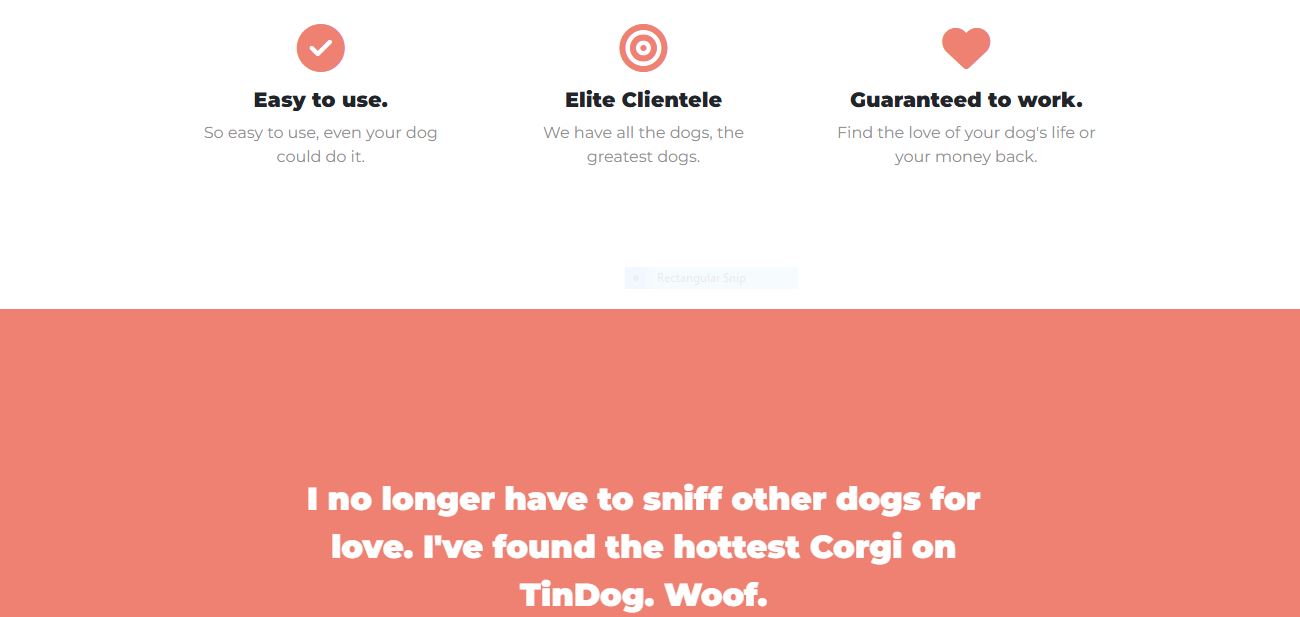 Easy to use.
So easy to use, even your dog
could do it.
Elite Clientele
We have all the dogs, the
greatest dogs.
Guaranteed to work.
Find the love of your dog's life or
your money back.
Rectangular Snip
I no longer have to sniff other dogs for
love. I've found the hottest Corgi on
TinDog. Woof.